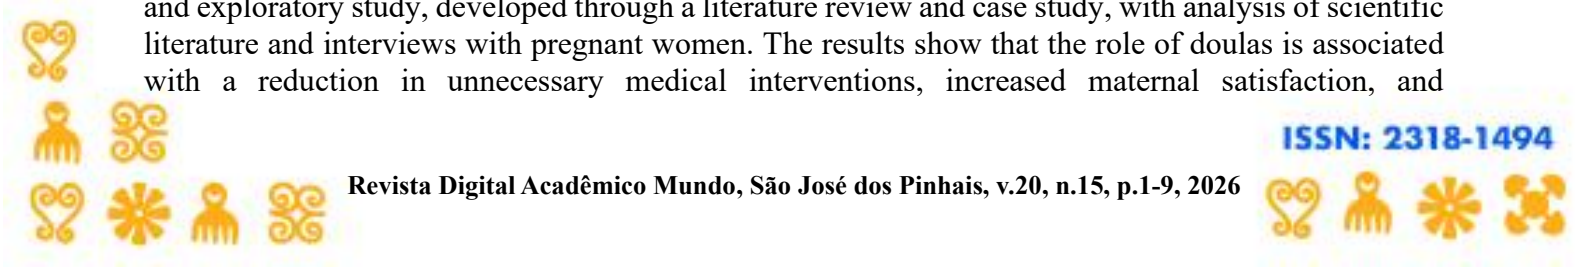 and exploratory study, developed through a literature review and case study, with analysis of scientific
literature and interviews with pregnant women. The results show that the role of doulas is associated
with a reduction in unnecessary medical interventions, increased maternal satisfaction, and
ISSN: 2318-1494
Revista Digital Acadêmico Mundo, São José dos Pinhais, v.20, n.15, p.1-9, 2026